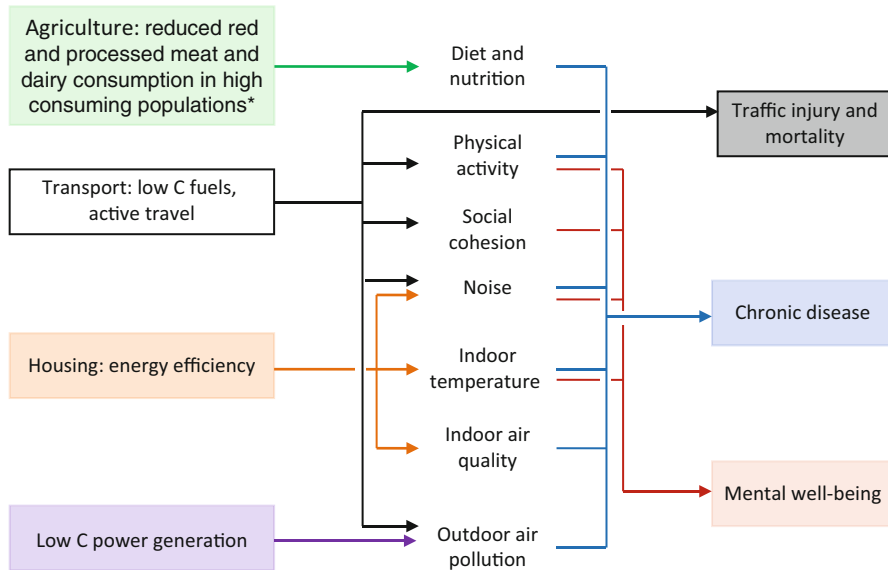 Agriculture: reduced red
and processed meat and
dairy consumption in high
consuming populations*
Transport: low C fuels,
active travel
Housing: energy efficiency
Low C power generation
Diet and
nutrition
Physical
activity
Social
cohesion
Noise
Indoor
temperature
Indoor air
quality
Outdoor air
pollution
Traffic injury and
mortality
Chronic disease
Mental well-being